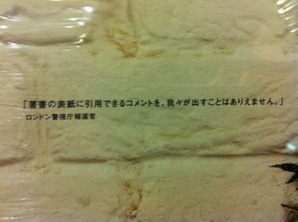 「著書の表紙に引用できるコメントを、我々が出すことはありえません。」
ロンドン警視庁報道官